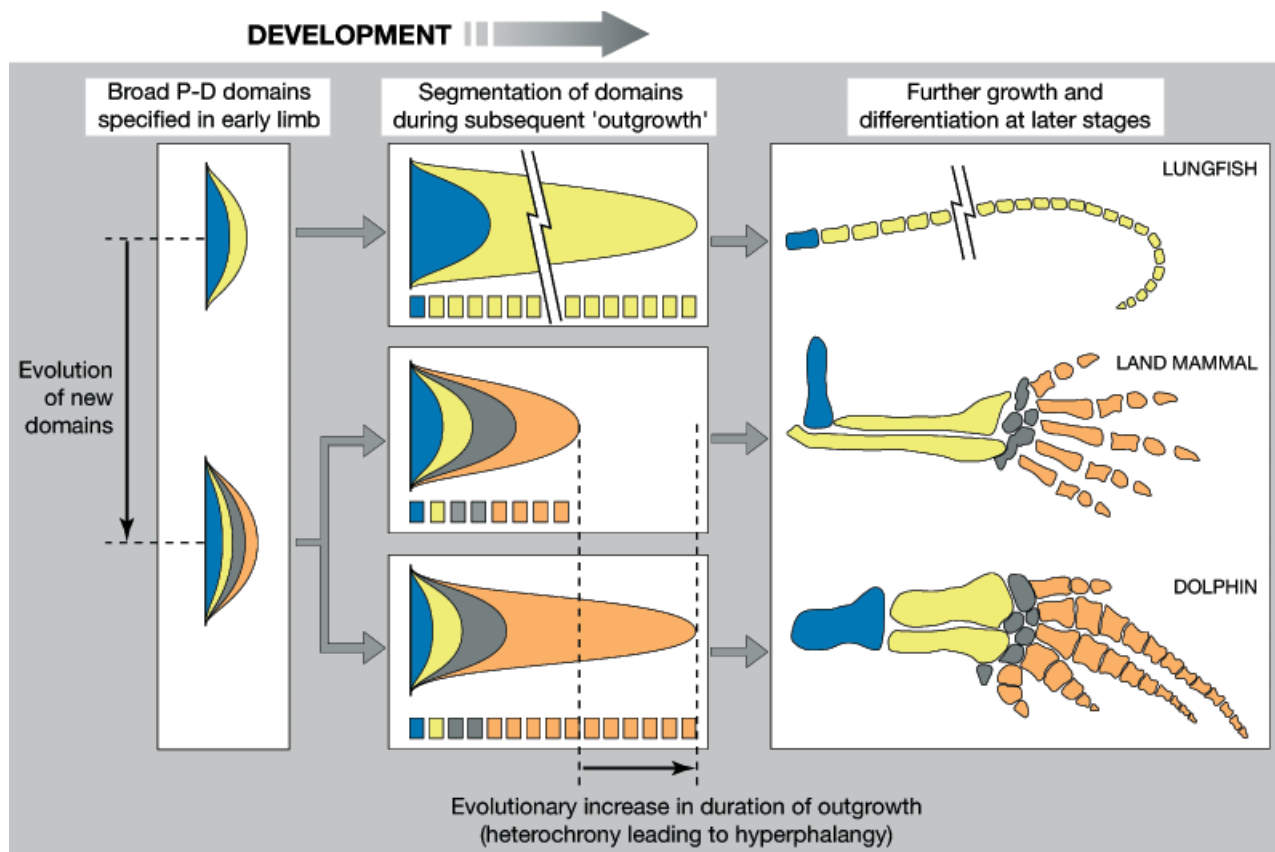 DEVELOPMENT
Broad P-D domains
specified in early limb
Segmentation of domains
during subsequent 'outgrowth'
Further growth and
differentiation at later stages
LUNGFISH
Evolution
of new
domains
LAND MAMMAL
DOLPHIN
Evolutionary increase in duration of outgrowth
(heterochrony leading to hyperphalangy)